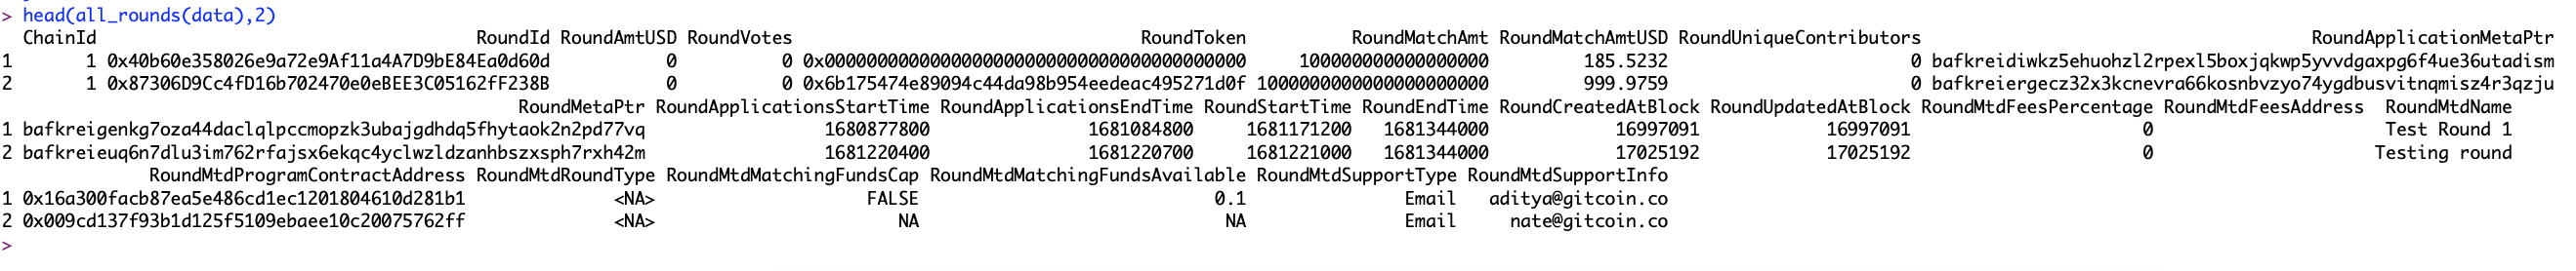 > head(all_rounds(data),2)
ChainId RoundId RoundAmtUSD RoundVotes RoundToken RoundMatchAmt RoundMatchAmtUSD RoundUniqueContributors RoundApplicationMetaPtr
1 1 0x40b60e358026e9a72e9Af11a4A7D9bE84Ea0d60d 0 0 0x0000000000000000000000000000000000000000 100000000000000000 185.5232 0 bafkreidiwkz5ehuohzl2rpexl5boxjqkwp5yvvdgaxpg6f4ue36utadism
2 1 0x87306D9Cc4fD16b702470e0eBEE3C05162fF238B 0 0 0x6b175474e89094c44da98b954eedeac495271d0f 1000000000000000000000 999.9759 0 bafkreiergecz32x3kcnevra66kosnbvzyo74ygdbusvitnqmisz4r3qzju
RoundMetaPtr RoundApplicationsStartTime RoundApplicationsEndTime RoundStartTime RoundEndTime RoundCreatedAtBlock RoundUpdatedAtBlock RoundMtdFeesPercentage RoundMtdFeesAddress RoundMtdName
1 bafkreigenkg7oza44daclqlpccmopzk3ubajgdhdq5fhytaok2n2pd77vq 1680877800 1681084800 1681171200 1681344000 16997091 16997091 0 Test Round 1
2 bafkreieuq6n7dlu3im762rfajsx6ekqc4yclwzldzanhbszxsph7rxh42m 1681220400 1681220700 1681221000 1681344000 17025192 17025192 0 Testing round
RoundMtdProgramContractAddress RoundMtdRoundType RoundMtdMatchingFundsCap RoundMtdMatchingFundsAvailable RoundMtdSupportType RoundMtdSupportInfo
1 0x16a300facb87ea5e486cd1ec1201804610d281b1 <NA> FALSE 0.1 Email aditya@gitcoin.co
2 0x009cd137f93b1d125f5109ebaee10c20075762ff <NA> NA NA Email nate@gitcoin.co
>